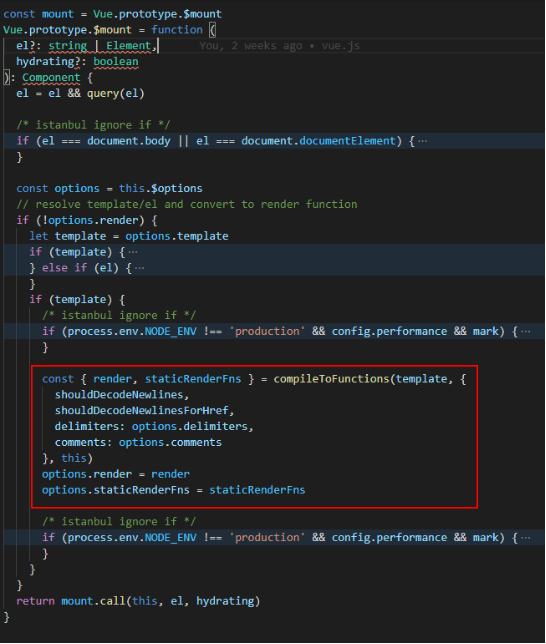 const mount = Vue.prototype.$mount
Vue.prototype.$mount = function (
  el?: string | Element,      You, 2 weeks ago • vue.js
  hydrating?: boolean
): Component {
  el = el && query(el)

  /* istanbul ignore if */
  if (el === document.body || el === document.documentElement) {···
  }

  const options = this.$options
  // resolve template/el and convert to render function
  if (!options.render) {
    let template = options.template
    if (template) {···
    } else if (el) {···
    }
    if (template) {
      /* istanbul ignore if */
      if (process.env.NODE_ENV !== 'production' && config.performance && mark) {···
      }

      const { render, staticRenderFns } = compileToFunctions(template, {
        shouldDecodeNewlines,
        shouldDecodeNewlinesForHref,
        delimiters: options.delimiters,
        comments: options.comments
      }, this)
      options.render = render
      options.staticRenderFns = staticRenderFns

      /* istanbul ignore if */
      if (process.env.NODE_ENV !== 'production' && config.performance && mark) {···
      }
    }
  }
  return mount.call(this, el, hydrating)
}